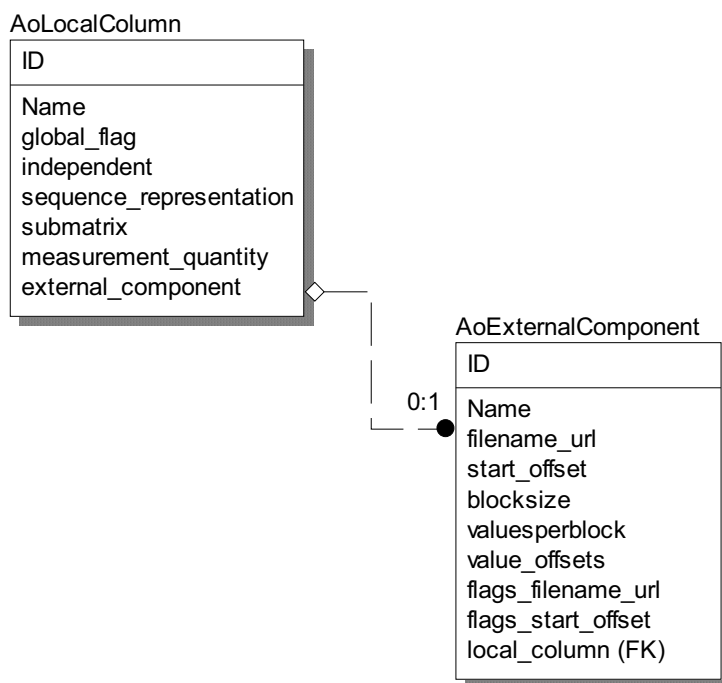 AoLocalColumn
ID
Name
global_flag
independent
sequence_representation
submatrix
measurement_quantity
external_component
0:1
AoExternalComponent
ID
Name
filename_url
start_offset
blocksize
valuesperblock
value_offsets
flags_filename_url
flags_start_offset
local_column (FK)